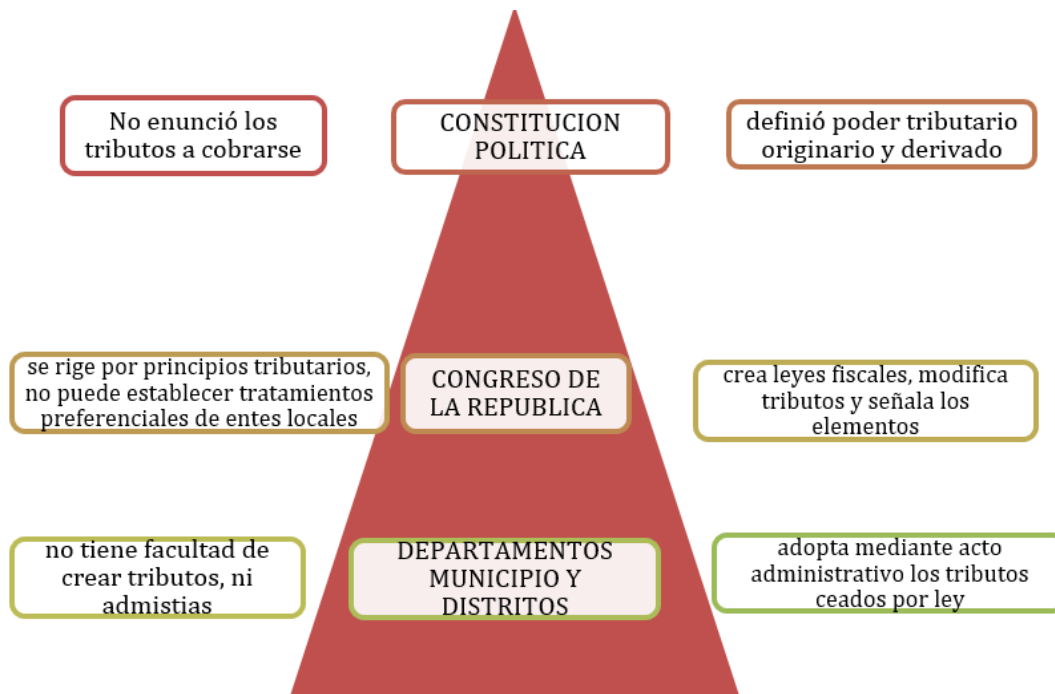 No enunció los
tributos a cobrarse
CONSTITUCION
POLITICA
definió poder tributario
originario y derivado
se rige por principios tributarios,
no puede establecer tratamientos
preferenciales de entes locales
CONGRESO DE
LA REPUBLICA
crea leyes fiscales, modifica
tributos y señala los
elementos
no tiene facultad de
crear tributos, ni
admistias
DEPARTAMENTOS
MUNICIPIO Y
DISTRITOS
adopta mediante acto
administrativo los tributos
ceados por ley